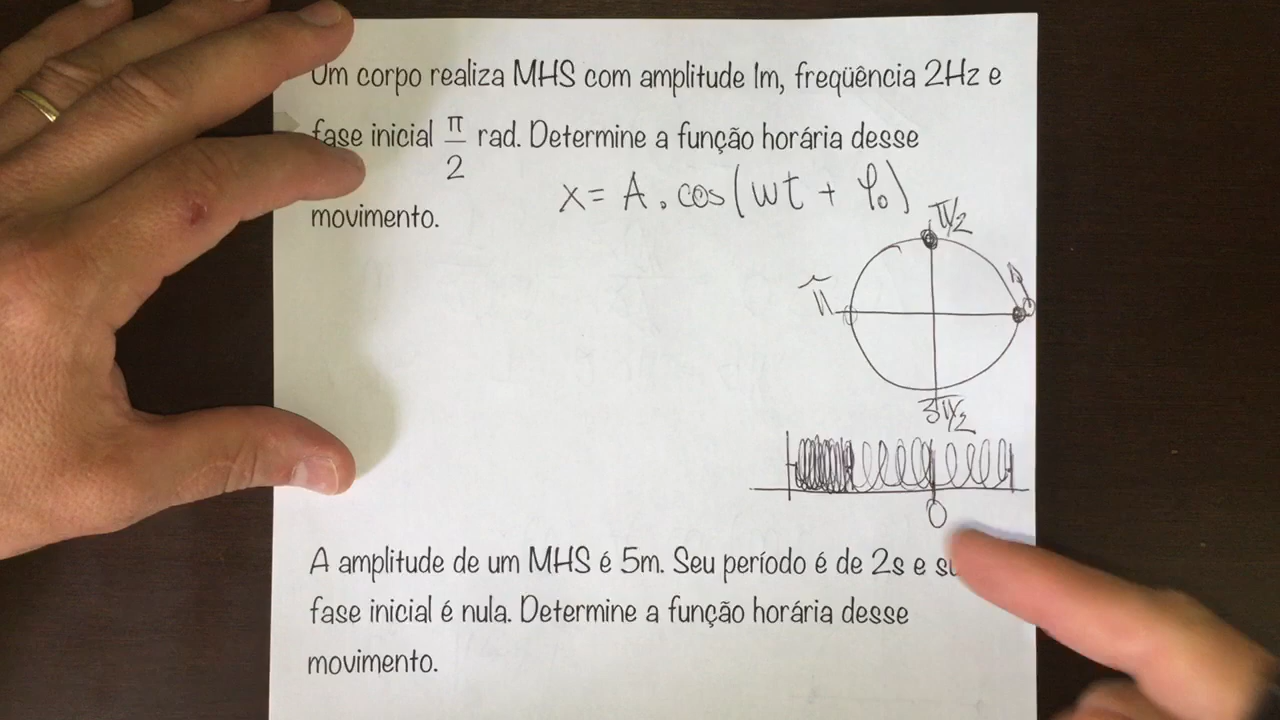 Um corpo realiza MHS com amplitude 1m, freqüência 2Hz e
fase inicial π/2 rad. Determine a função horária desse
movimento.
x = A . cos(wt + φ₀)
π/2
π
0
3π/2
0
A amplitude de um MHS é 5m. Seu período é de 2s e
fase inicial é nula. Determine a função horária desse
movimento.